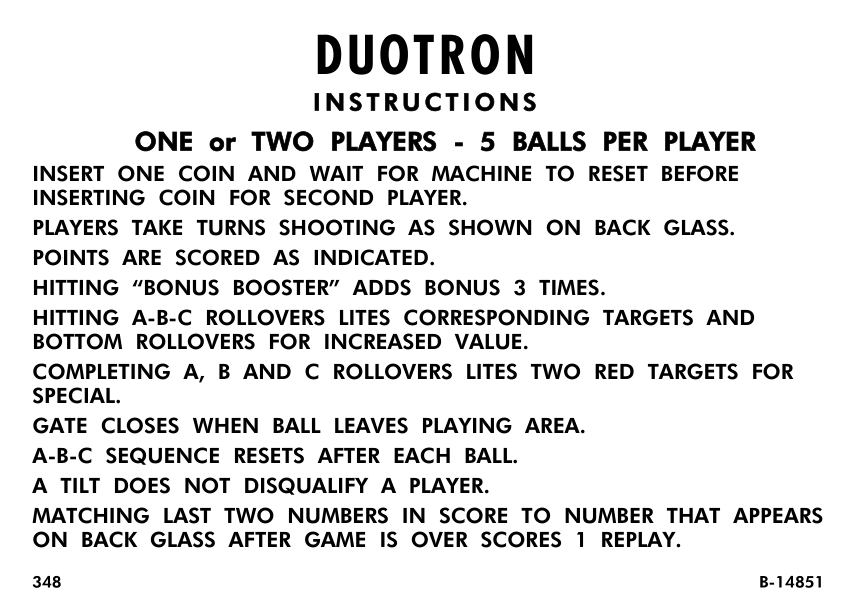 DUOTRON
INSTRUCTIONS
ONE or TWO PLAYERS - 5 BALLS PER PLAYER
INSERT ONE COIN AND WAIT FOR MACHINE TO RESET BEFORE
INSERTING COIN FOR SECOND PLAYER.
PLAYERS TAKE TURNS SHOOTING AS SHOWN ON BACK GLASS.
POINTS ARE SCORED AS INDICATED.
HITTING “BONUS BOOSTER” ADDS BONUS 3 TIMES.
HITTING A-B-C ROLLOVERS LITES CORRESPONDING TARGETS AND
BOTTOM ROLLOVERS FOR INCREASED VALUE.
COMPLETING A, B AND C ROLLOVERS LITES TWO RED TARGETS FOR
SPECIAL.
GATE CLOSES WHEN BALL LEAVES PLAYING AREA.
A-B-C SEQUENCE RESETS AFTER EACH BALL.
A TILT DOES NOT DISQUALIFY A PLAYER.
MATCHING LAST TWO NUMBERS IN SCORE TO NUMBER THAT APPEARS
ON BACK GLASS AFTER GAME IS OVER SCORES 1 REPLAY.
348 B-14851